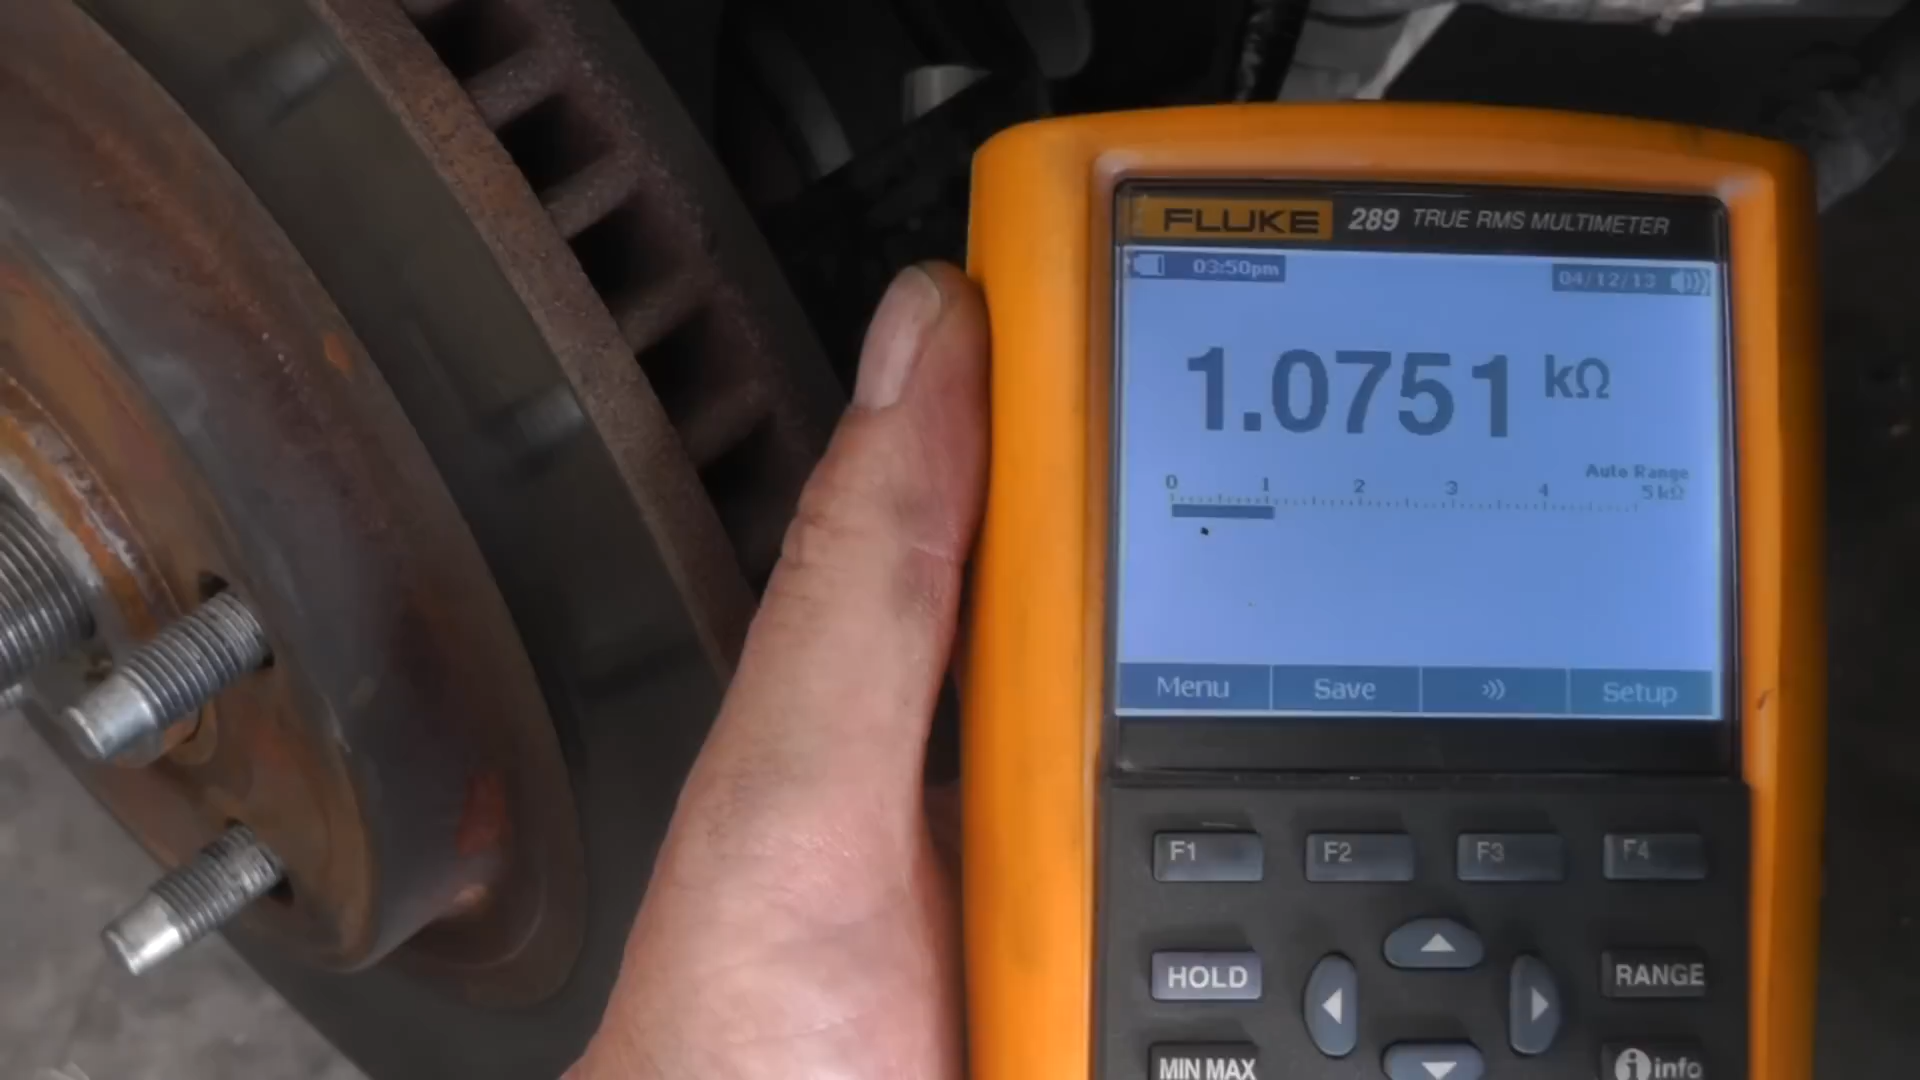 FLUKE 289 TRUE RMS MULTIMETER
03:50pm 04/12/13
1.0751 kΩ
Auto Range
0 1 2 3 4 5 kΩ
Menu Save Setup
F1 F2 F3 F4
HOLD RANGE
MIN MAX info